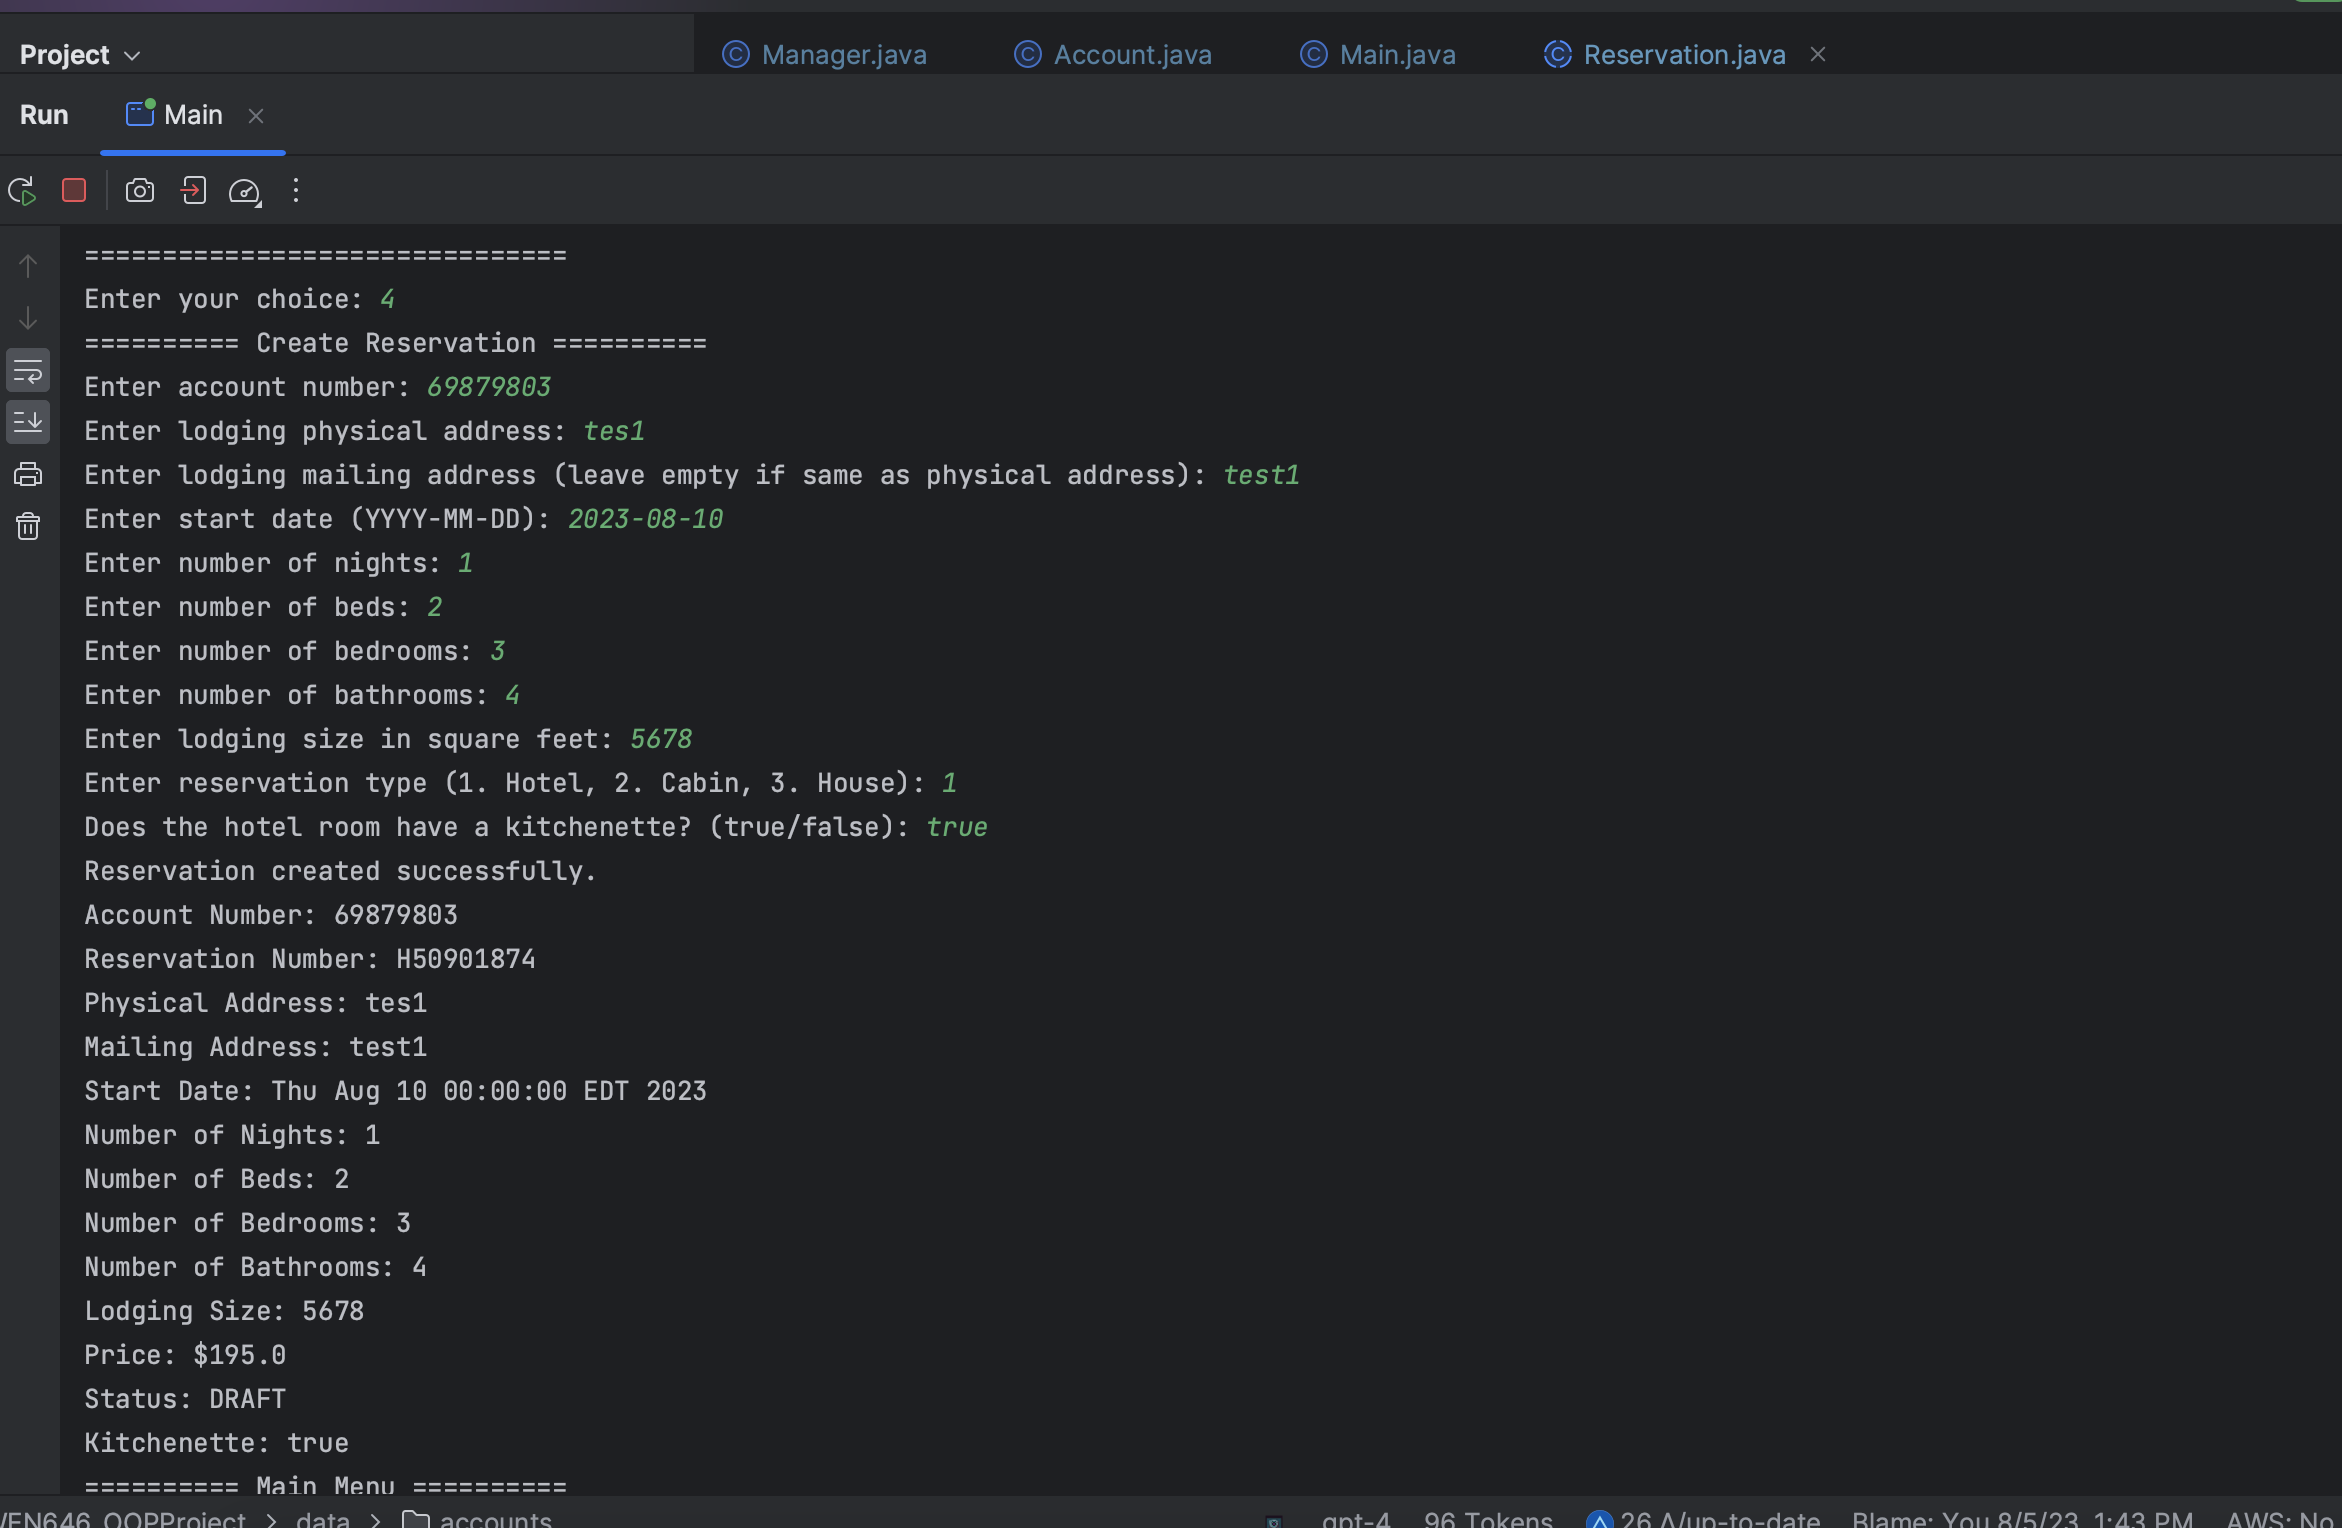 Project
Manager.java Account.java Main.java Reservation.java
Run Main
===============================
Enter your choice: 4
========== Create Reservation ==========
Enter account number: 69879803
Enter lodging physical address: tes1
Enter lodging mailing address (leave empty if same as physical address): test1
Enter start date (YYYY-MM-DD): 2023-08-10
Enter number of nights: 1
Enter number of beds: 2
Enter number of bedrooms: 3
Enter number of bathrooms: 4
Enter lodging size in square feet: 5678
Enter reservation type (1. Hotel, 2. Cabin, 3. House): 1
Does the hotel room have a kitchenette? (true/false): true
Reservation created successfully.
Account Number: 69879803
Reservation Number: H50901874
Physical Address: tes1
Mailing Address: test1
Start Date: Thu Aug 10 00:00:00 EDT 2023
Number of Nights: 1
Number of Beds: 2
Number of Bedrooms: 3
Number of Bathrooms: 4
Lodging Size: 5678
Price: $195.0
Status: DRAFT
Kitchenette: true
========== Main Menu ==========
EN646_OOPProject > data > accounts gpt-4 96 Tokens 26 Δ/up-to-date Blame: You 8/5/23, 1:43 PM AWS: No